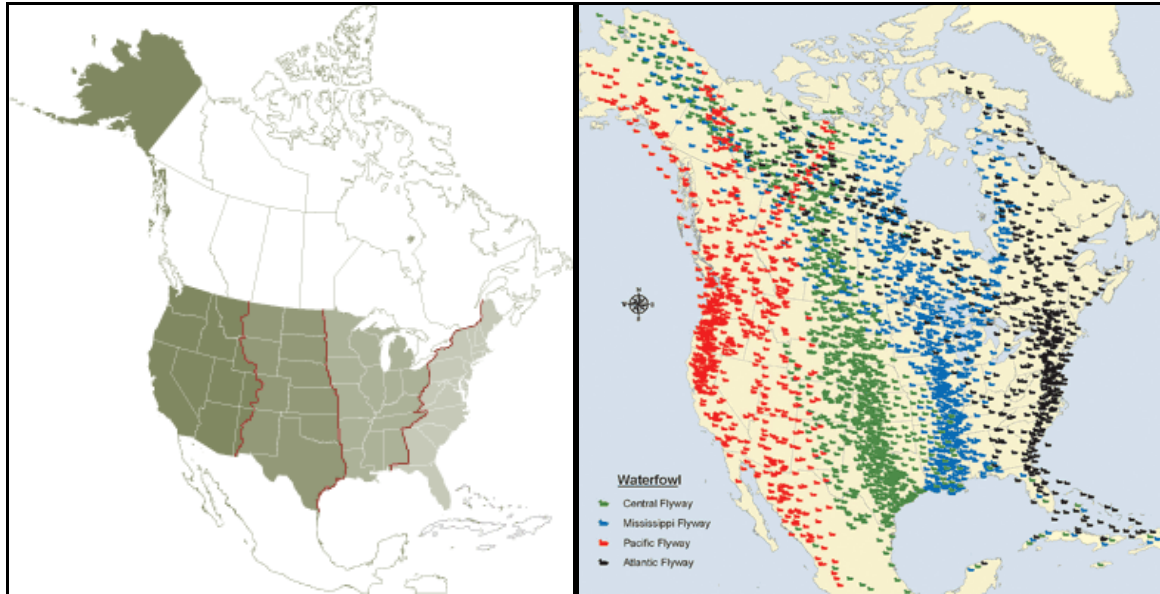 N
W
S
Waterfowl
Central Flyway
Mississippi Flyway
Pacific Flyway
Atlantic Flyway